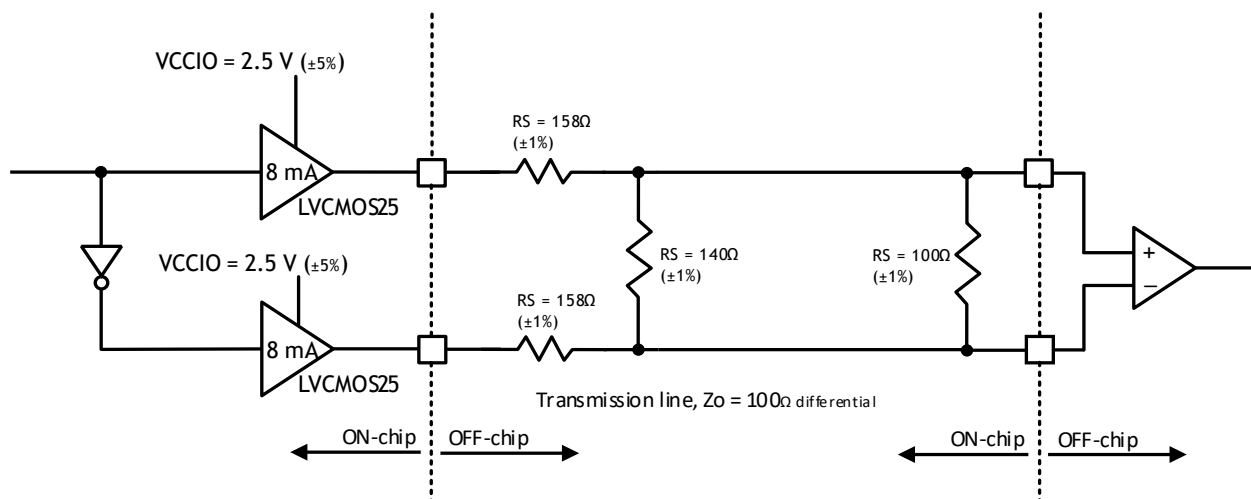 VCCIO = 2.5 V (±5%)
8 mA
LVCMOS25
RS = 158Ω
(±1%)
RS = 140Ω
(±1%)
RS = 100Ω
(±1%)
+
−
VCCIO = 2.5 V (±5%)
8 mA
LVCMOS25
RS = 158Ω
(±1%)
Transmission line, Zo = 100Ω differential
ON-chip
OFF-chip
ON-chip
OFF-chip